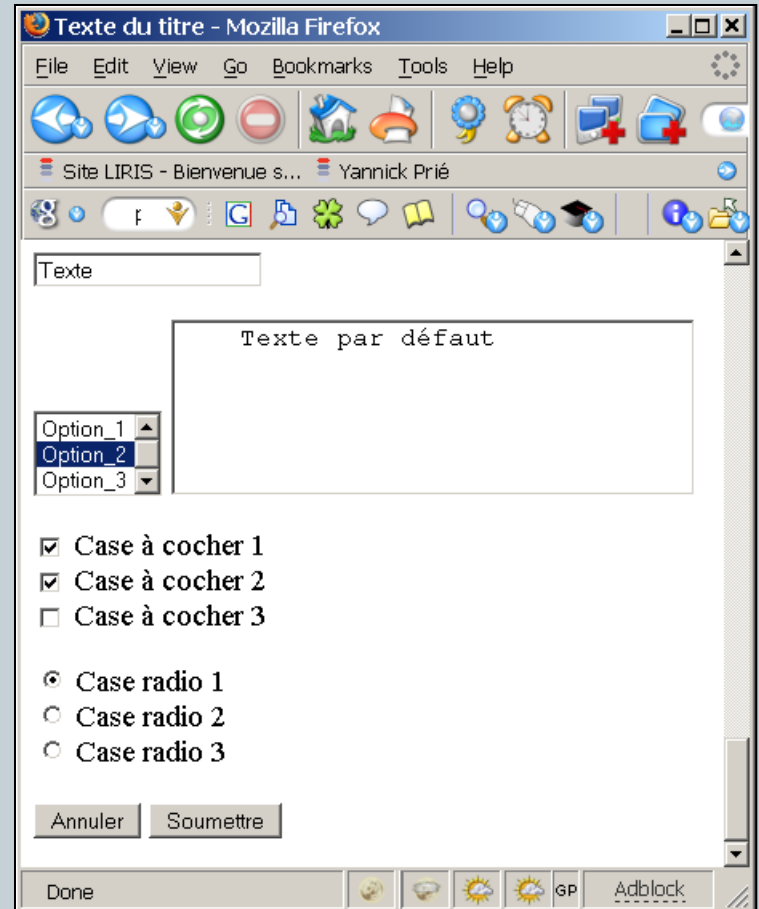 Texte du titre - Mozilla Firefox
File Edit View Go Bookmarks Tools Help
Site LIRIS - Bienvenue s... Yannick Prié
G
Texte
Texte par défaut
Option_1
Option_2
Option_3
Case à cocher 1
Case à cocher 2
Case à cocher 3
Case radio 1
Case radio 2
Case radio 3
Annuler Soumettre
Done GP Adblock